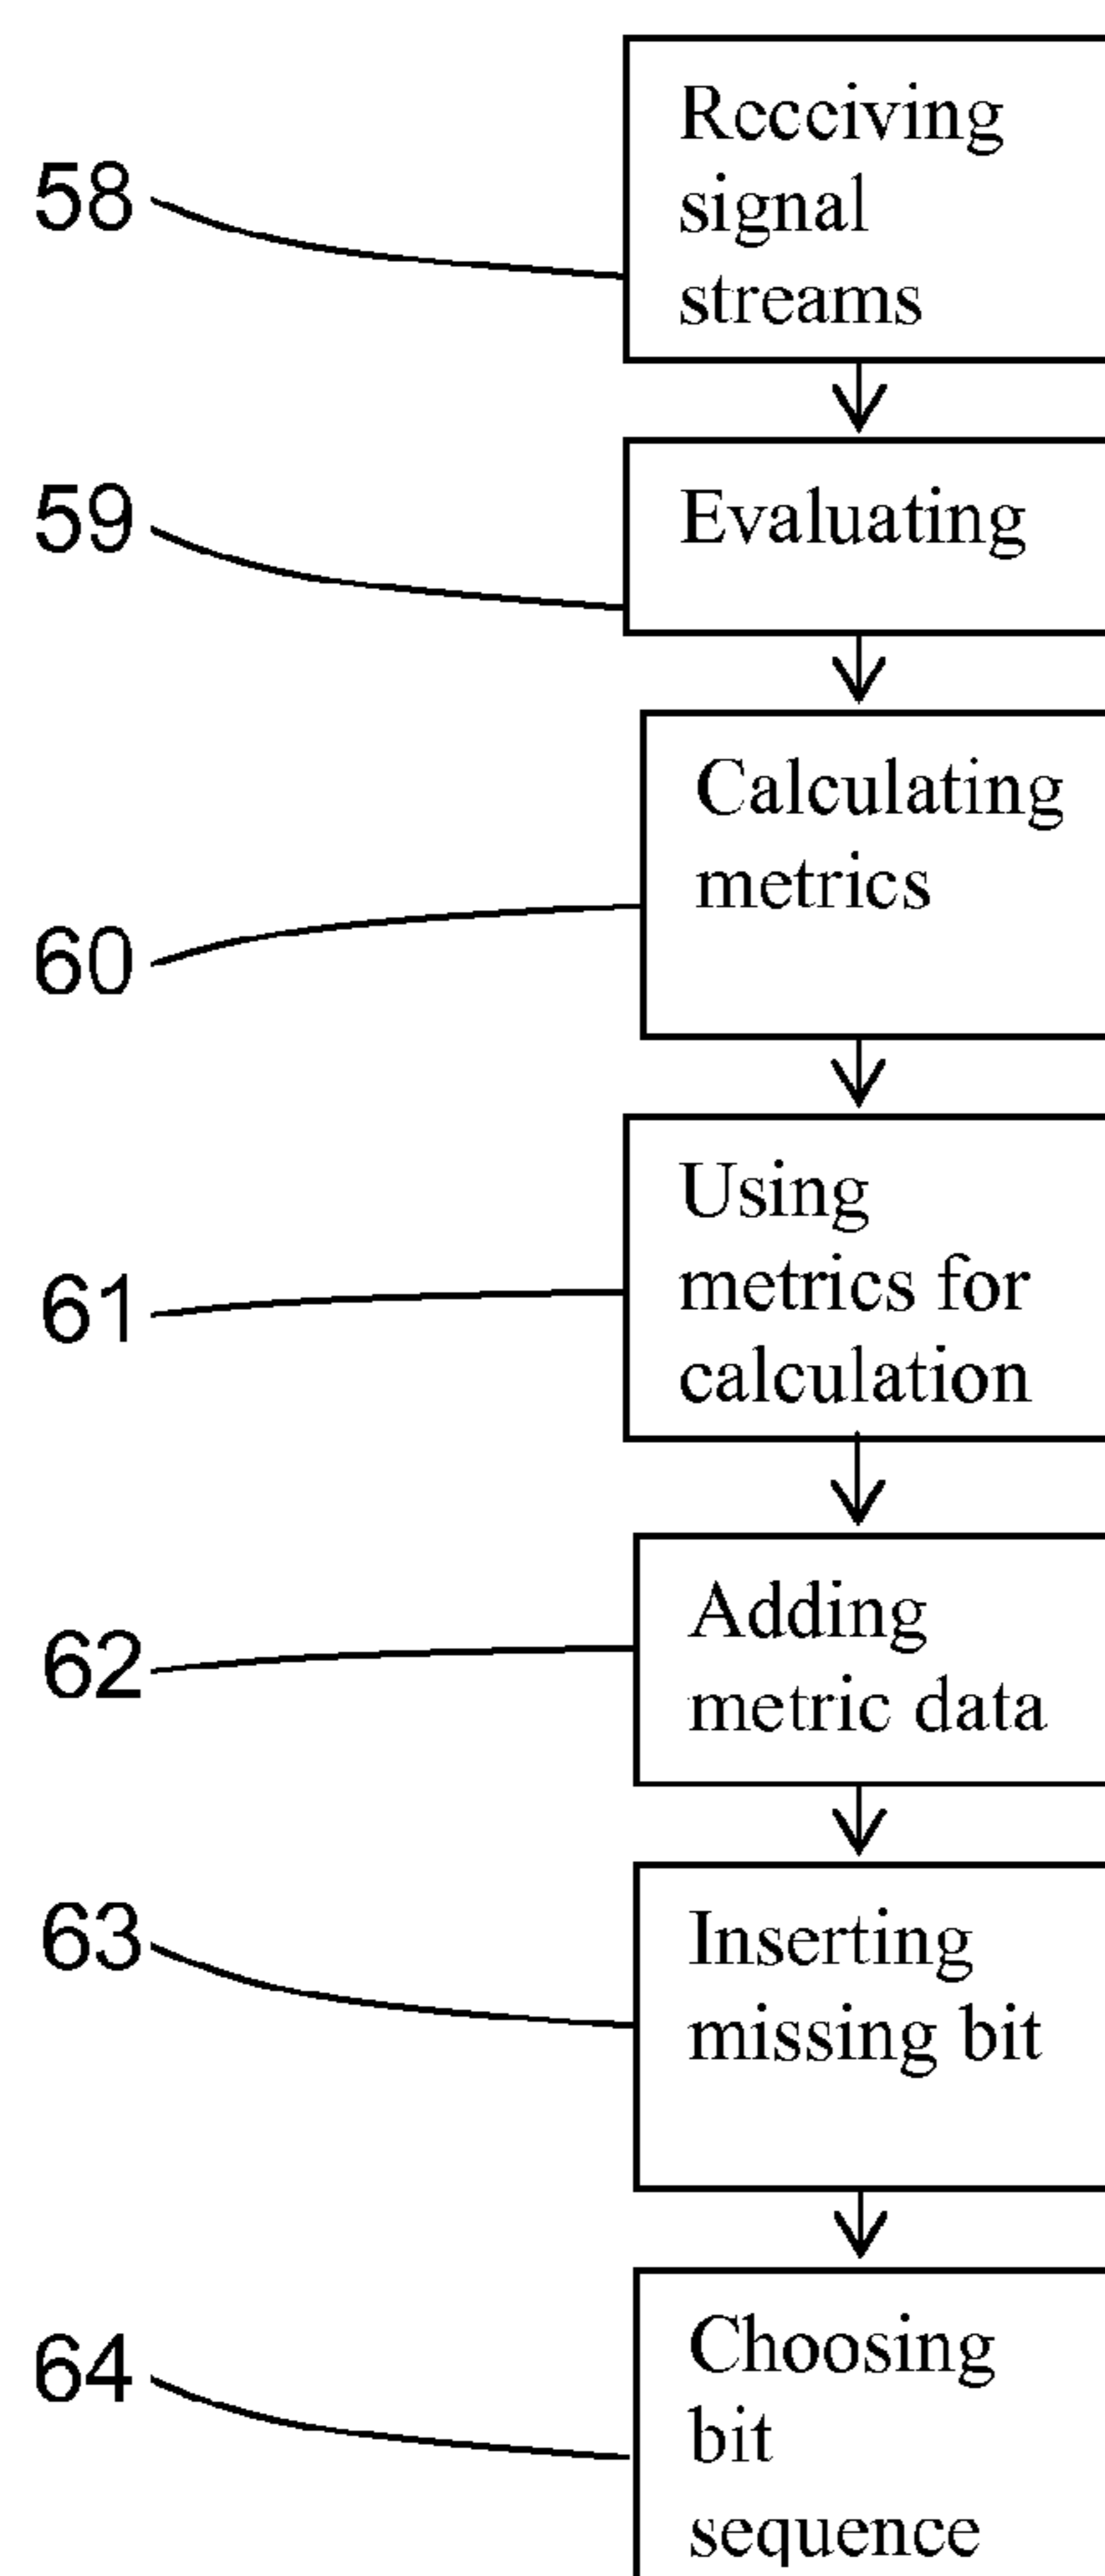 58
Receiving
signal
streams
59
Evaluating
Calculating
metrics
60
Using
metrics for
calculation
61
Adding
metric data
62
63
Inserting
missing bit
64
Choosing
bit
sequence